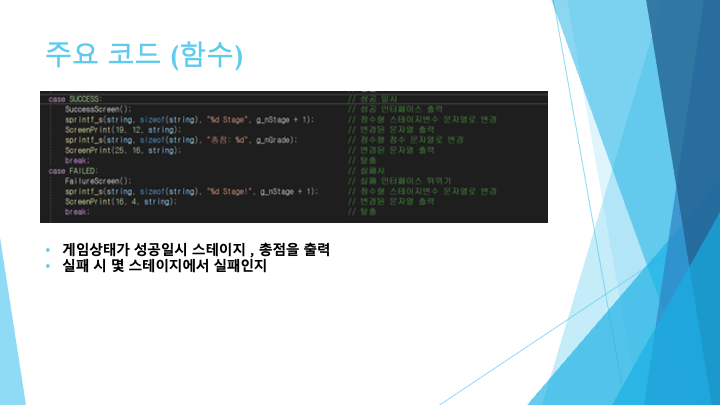 주요 코드 (함수)
case SUCCESS: // 성공 일시
SuccessScreen(); // 성공 인터페이스 출력
sprintf_s(string, sizeof(string), "%d Stage", g_nStage + 1); // 정수형 스테이지변수 문자열로 변경
ScreenPrint(19, 12, string); // 변경된 문자열 출력
sprintf_s(string, sizeof(string), "총점: %d", g_nGrade); // 정수형 점수 문자열로 변경
ScreenPrint(25, 16, string); // 변경된 문자열 출력
break; // 탈출
case FAILED: // 실패시
FailureScreen(); // 실패 인터페이스 띄위기
sprintf_s(string, sizeof(string), "%d Stage!", g_nStage + 1); // 정수형 스테이지변수 문자열로 변경
ScreenPrint(16, 4, string); // 변경된 문자열 출력
break; // 탈출
• 게임상태가 성공일시 스테이지 , 총점을 출력
• 실패 시 몇 스테이지에서 실패인지